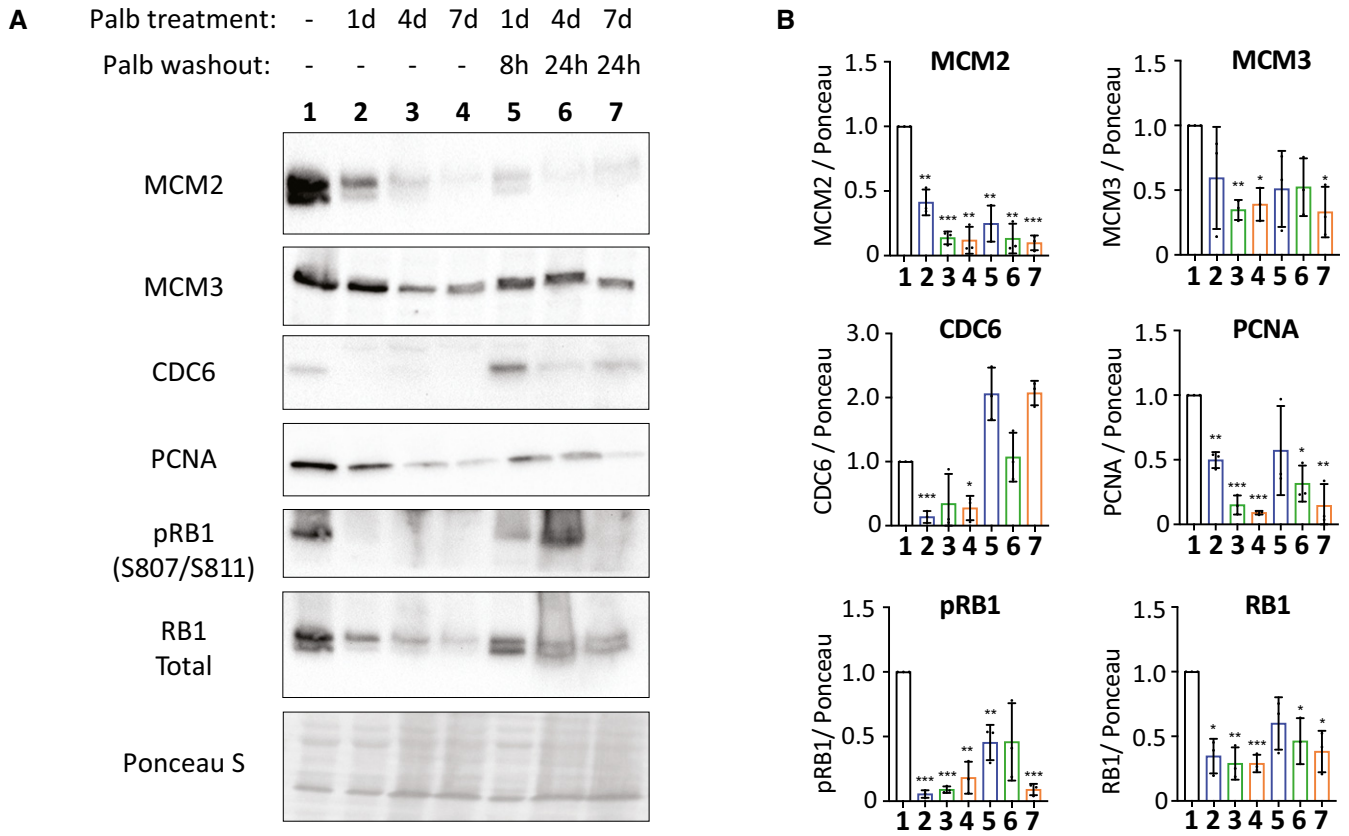 A
Palb treatment: - 1d 4d 7d 1d 4d 7d
Palb washout: - - - - 8h 24h 24h
1 2 3 4 5 6 7
MCM2
MCM3
CDC6
PCNA
pRB1
(S807/S811)
RB1
Total
Ponceau S
B
MCM2
MCM2 / Ponceau
1.5
1.0
0.5
0
** *** ** ** ** ***
1 2 3 4 5 6 7
MCM3
MCM3 / Ponceau
1.5
1.0
0.5
0
** * *
1 2 3 4 5 6 7
CDC6
CDC6 / Ponceau
3.0
2.0
1.0
0
*** *
1 2 3 4 5 6 7
PCNA
PCNA / Ponceau
1.5
1.0
0.5
0
** *** *** * **
1 2 3 4 5 6 7
pRB1
pRB1/ Ponceau
1.5
1.0
0.5
0
*** *** ** ** ***
1 2 3 4 5 6 7
RB1
RB1/ Ponceau
1.5
1.0
0.5
0
* ** *** * *
1 2 3 4 5 6 7